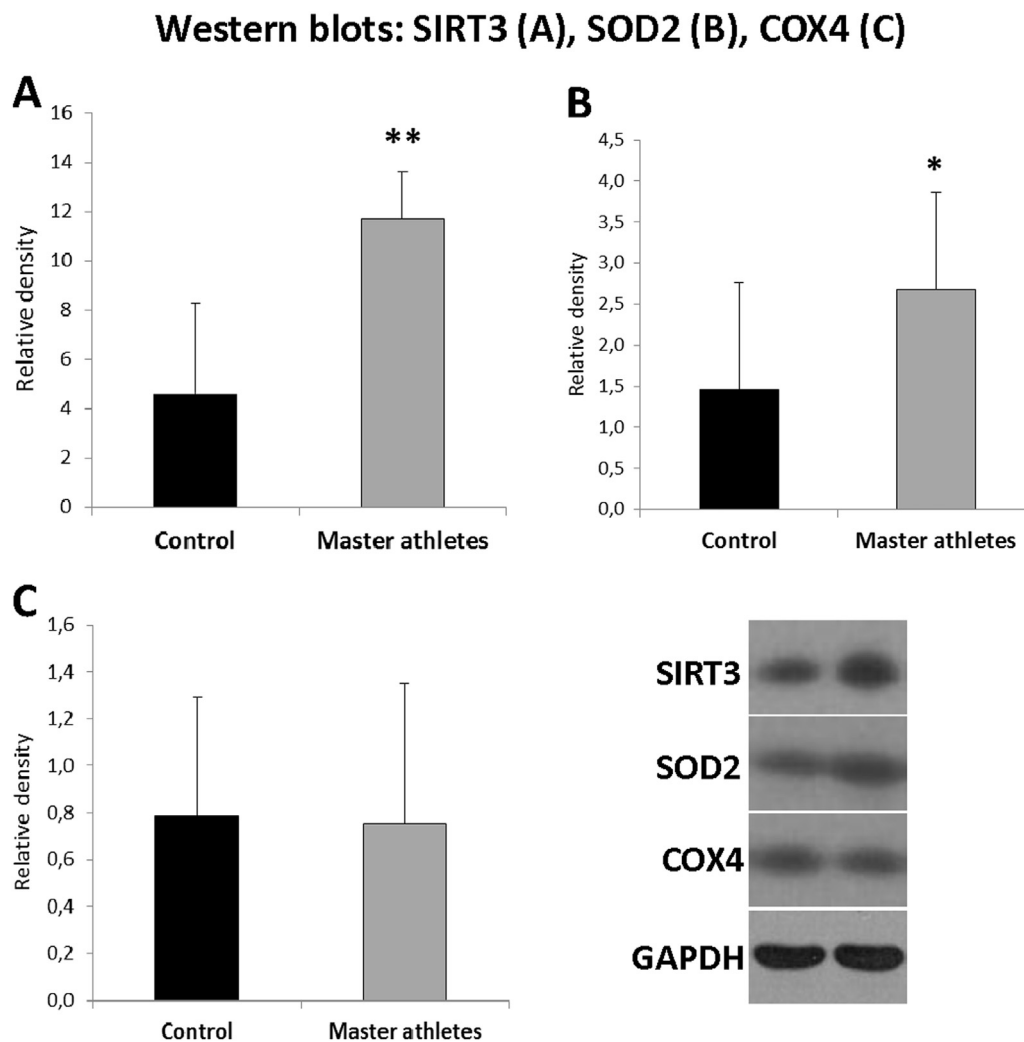 Western blots: SIRT3 (A), SOD2 (B), COX4 (C)
A
16
14
12
10
8
6
4
2
0
Relative density
**
Control
Master athletes
B
4,5
4,0
3,5
3,0
2,5
2,0
1,5
1,0
0,5
0,0
Relative density
*
Control
Master athletes
C
1,6
1,4
1,2
1,0
0,8
0,6
0,4
0,2
0,0
Relative density
Control
Master athletes
SIRT3
SOD2
COX4
GAPDH